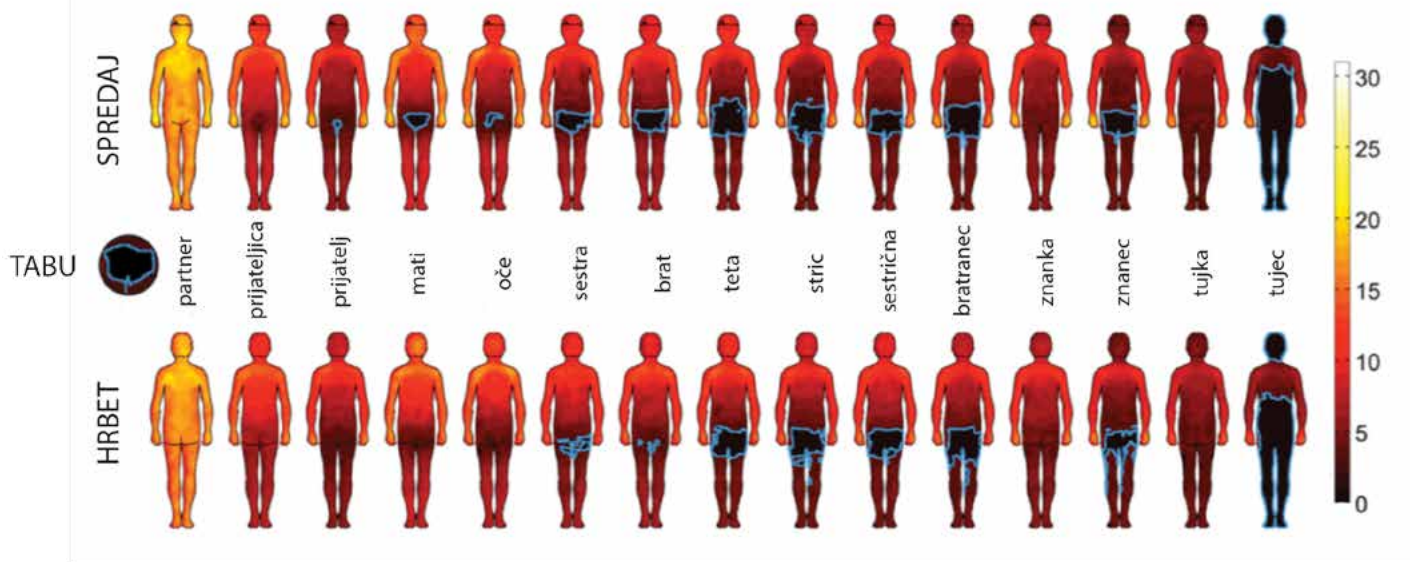 SPREDAJ
TABU
partner
prijateljica
prijatelj
mati
oče
sestra
brat
teta
stric
sestrična
bratranec
znanka
znanec
tujka
tujec
HRBET
30
25
20
15
10
5
0